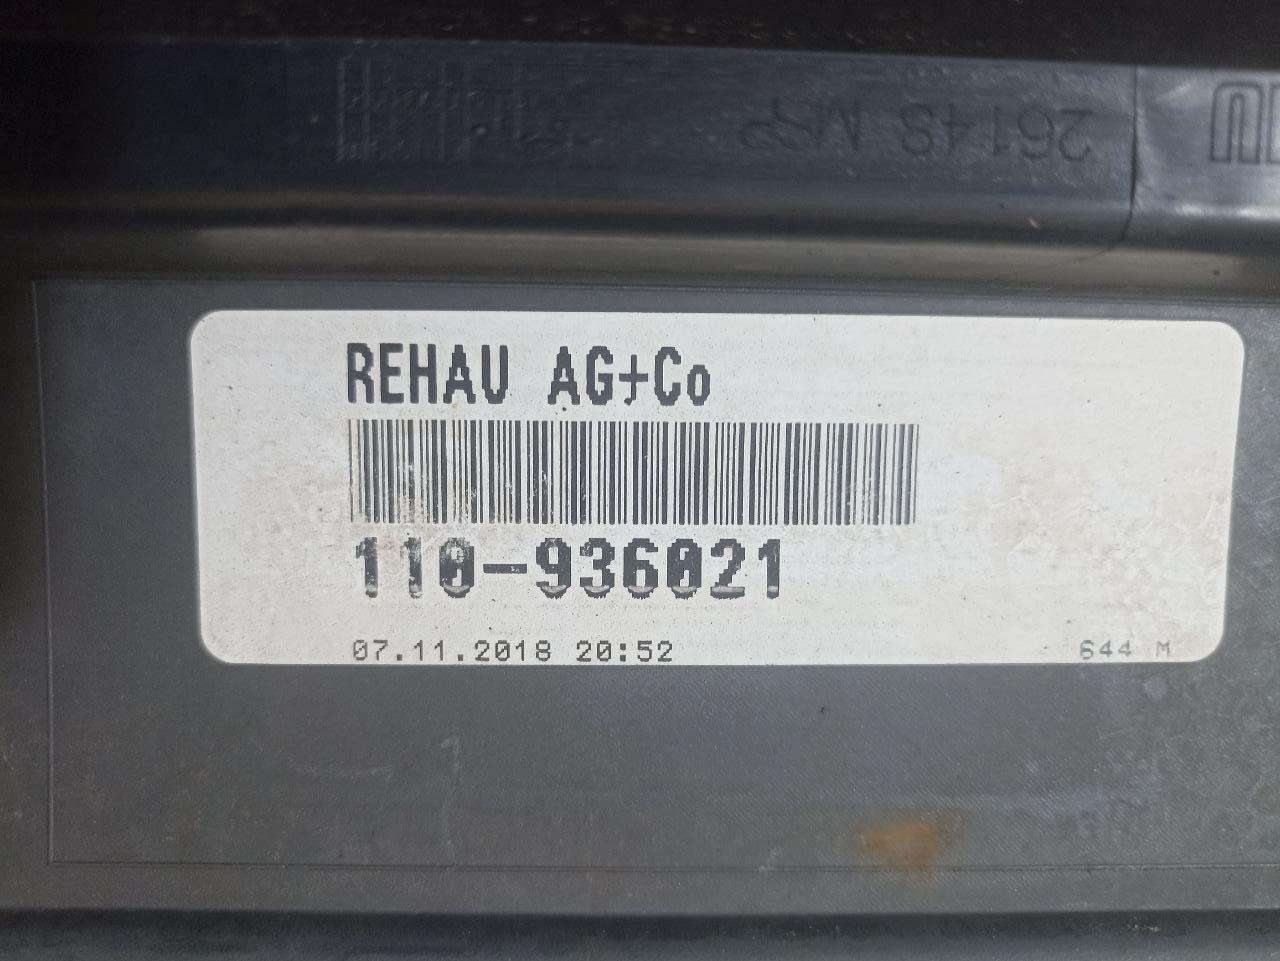 26148 MSP
REHAU AG+Co
110-936021
07.11.2018 20:52
644 M